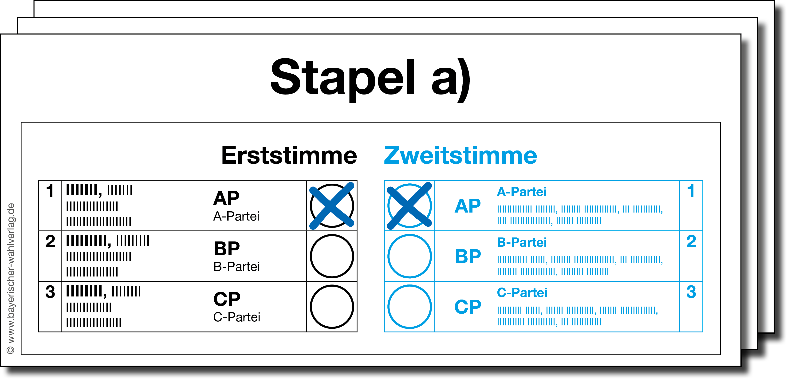 Stapel a)
Erststimme Zweitstimme
1 AP A-Partei
AP A-Partei 1
2 BP B-Partei
BP B-Partei 2
3 CP C-Partei
CP C-Partei 3
© www.bayerischer-wahlverlag.de